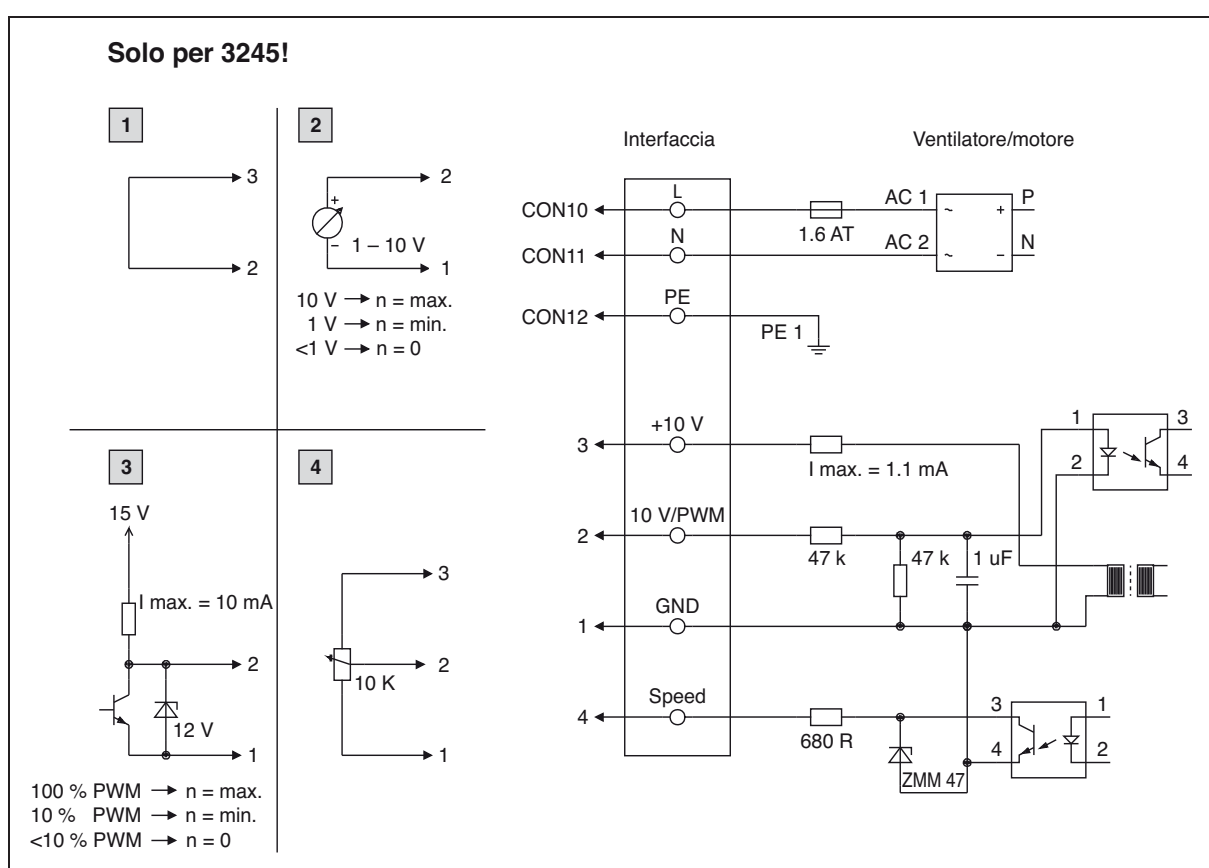 Solo per 3245!
1
3
2
2
2
+
– 1 – 10 V
1
10 V → n = max.
1 V → n = min.
<1 V → n = 0
3
15 V
I max. = 10 mA
2
12 V
1
100 % PWM → n = max.
10 % PWM → n = min.
<10 % PWM → n = 0
4
3
2
10 K
1
Interfaccia
Ventilatore/motore
CON10
L
1.6 AT
AC 1
~ +
P
CON11
N
AC 2
~ –
N
CON12
PE
PE 1
3
+10 V
I max. = 1.1 mA
1
2
3
4
2
10 V/PWM
47 k
47 k
1 uF
1
GND
4
Speed
680 R
ZMM 47
3
4
1
2